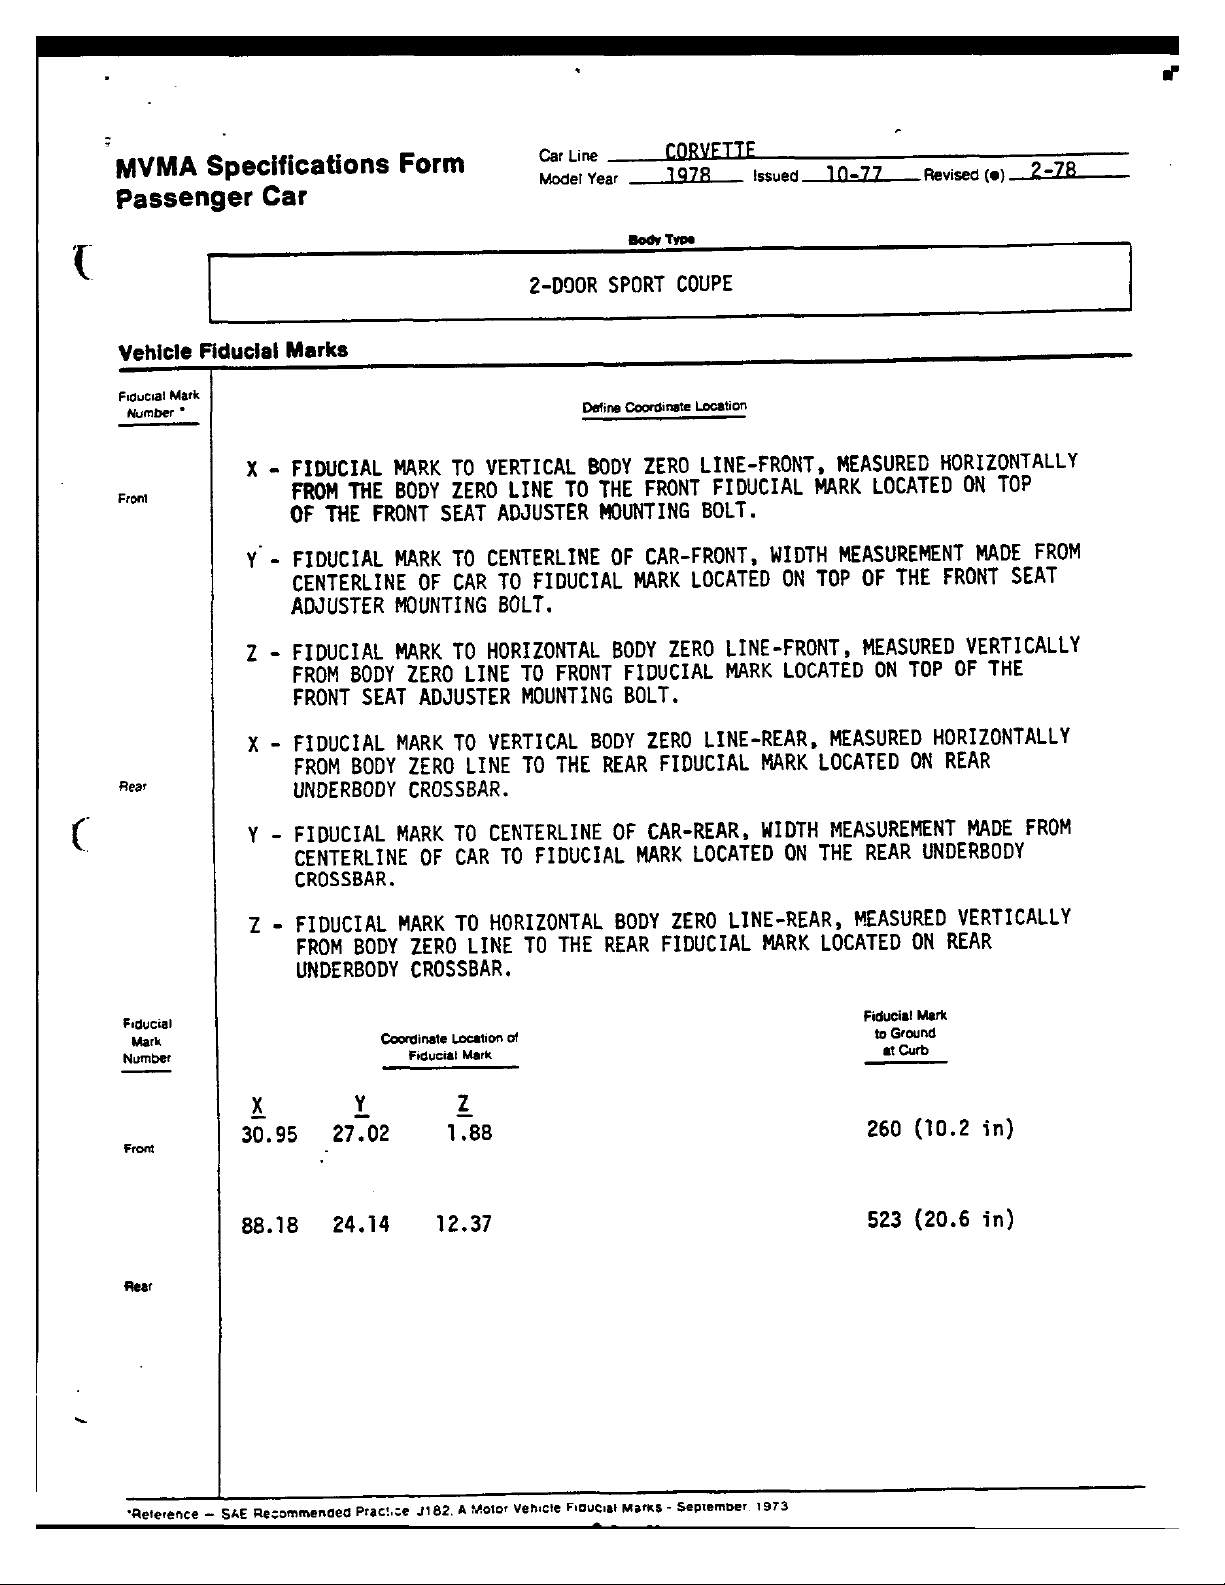 MVMA Specifications Form
Passenger Car
Car Line CORVETTE
Model Year 1978 Issued 10-77 Revised (•) 2-78
Body Type
2-DOOR SPORT COUPE
Vehicle Fiducial Marks
Fiducial Mark
Number *
Define Coordinate Location
Front
X - FIDUCIAL MARK TO VERTICAL BODY ZERO LINE-FRONT, MEASURED HORIZONTALLY
FROM THE BODY ZERO LINE TO THE FRONT FIDUCIAL MARK LOCATED ON TOP
OF THE FRONT SEAT ADJUSTER MOUNTING BOLT.
Y - FIDUCIAL MARK TO CENTERLINE OF CAR-FRONT, WIDTH MEASUREMENT MADE FROM
CENTERLINE OF CAR TO FIDUCIAL MARK LOCATED ON TOP OF THE FRONT SEAT
ADJUSTER MOUNTING BOLT.
Z - FIDUCIAL MARK TO HORIZONTAL BODY ZERO LINE-FRONT, MEASURED VERTICALLY
FROM BODY ZERO LINE TO FRONT FIDUCIAL MARK LOCATED ON TOP OF THE
FRONT SEAT ADJUSTER MOUNTING BOLT.
Rear
X - FIDUCIAL MARK TO VERTICAL BODY ZERO LINE-REAR, MEASURED HORIZONTALLY
FROM BODY ZERO LINE TO THE REAR FIDUCIAL MARK LOCATED ON REAR
UNDERBODY CROSSBAR.
Y - FIDUCIAL MARK TO CENTERLINE OF CAR-REAR, WIDTH MEASUREMENT MADE FROM
CENTERLINE OF CAR TO FIDUCIAL MARK LOCATED ON THE REAR UNDERBODY
CROSSBAR.
Z - FIDUCIAL MARK TO HORIZONTAL BODY ZERO LINE-REAR, MEASURED VERTICALLY
FROM BODY ZERO LINE TO THE REAR FIDUCIAL MARK LOCATED ON REAR
UNDERBODY CROSSBAR.
Fiducial
Mark
Number
Coordinate Location of
Fiducial Mark
Fiducial Mark
to Ground
at Curb
X Y Z
Front
30.95 27.02 1.88 260 (10.2 in)
88.18 24.14 12.37 523 (20.6 in)
Rear
*Reference — SAE Recommended Practice J182, A Motor Vehicle Fiducial Marks - September 1973